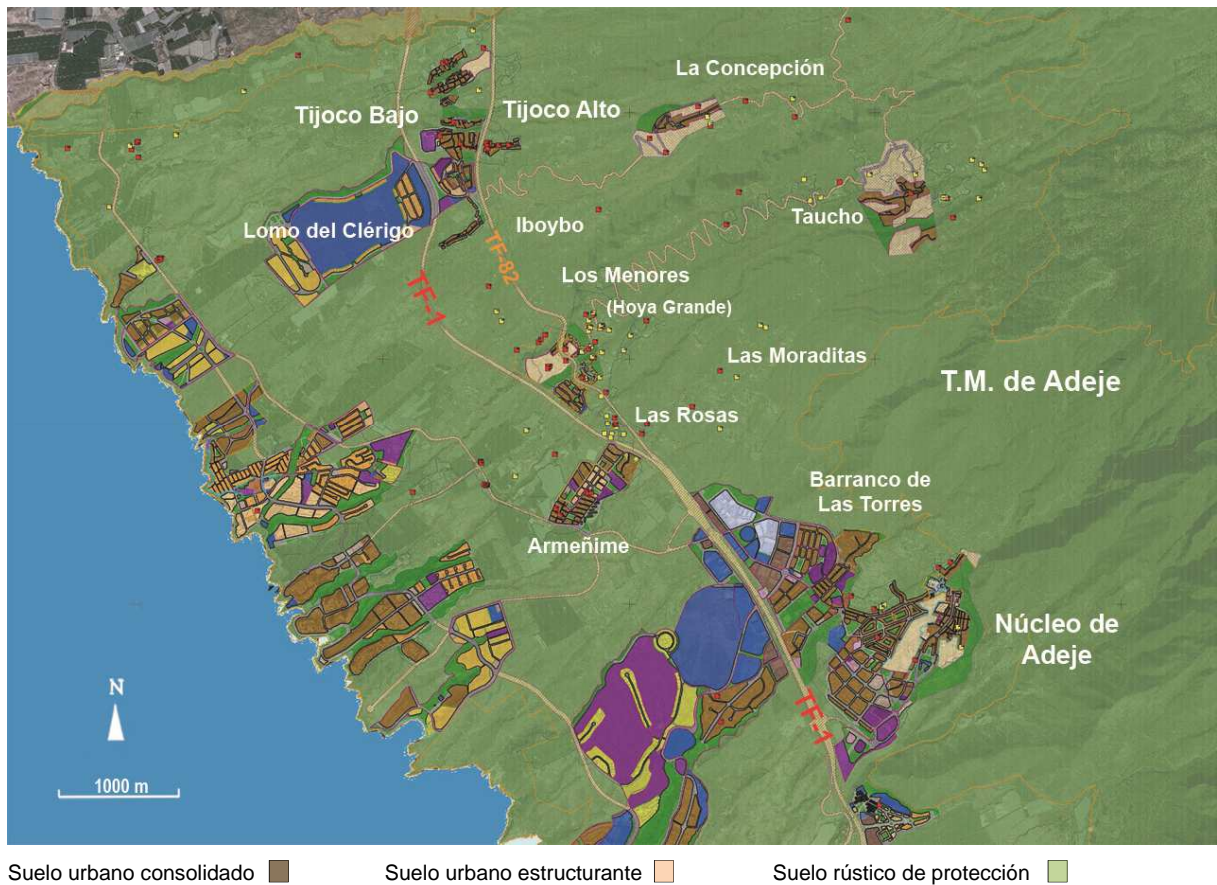 La Concepción
Tijoco Bajo
Tijoco Alto
Lomo del Clérigo
Iboybo
Taucho
TF-82
TF-1
Los Menores
(Hoya Grande)
Las Moraditas
T.M. de Adeje
Las Rosas
Barranco de
Las Torres
Armeñime
Núcleo de
Adeje
N
TF-1
1000 m
Suelo urbano consolidado
Suelo urbano estructurante
Suelo rústico de protección